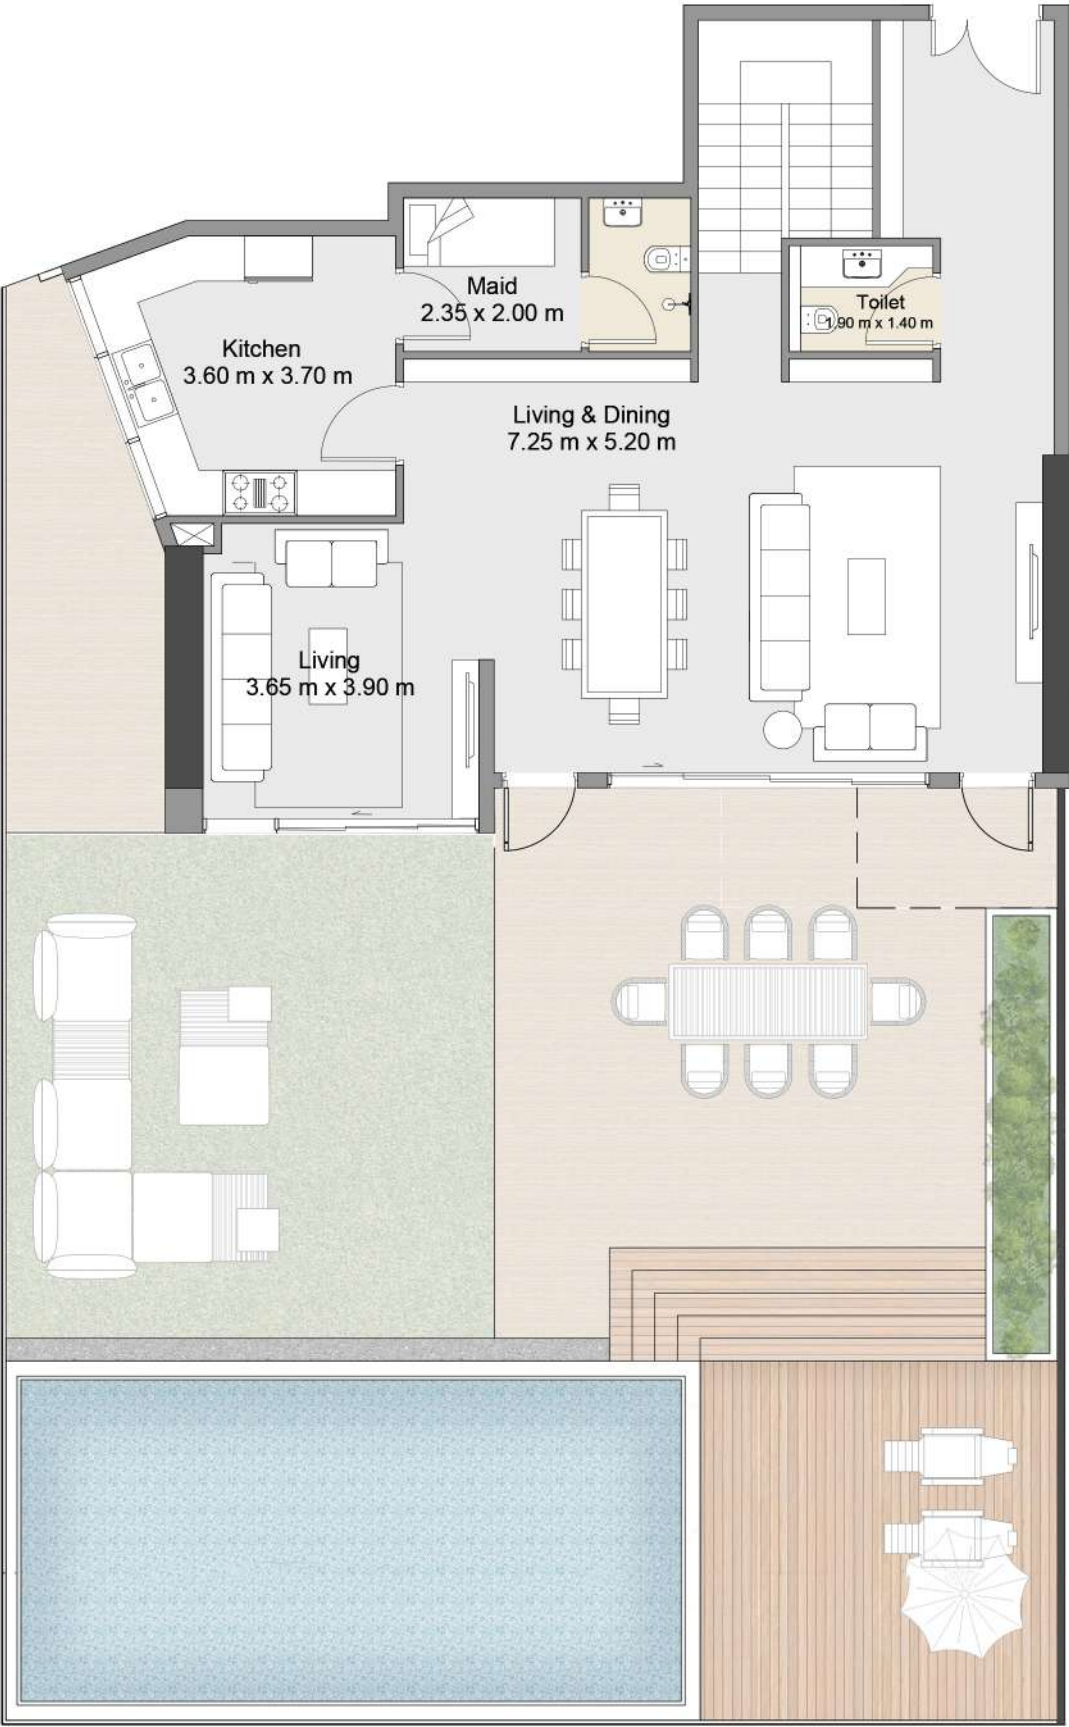 Maid
2.35 x 2.00 m
Toilet
1.90 m x 1.40 m
Kitchen
3.60 m x 3.70 m
Living & Dining
7.25 m x 5.20 m
Living
3.65 m x 3.90 m